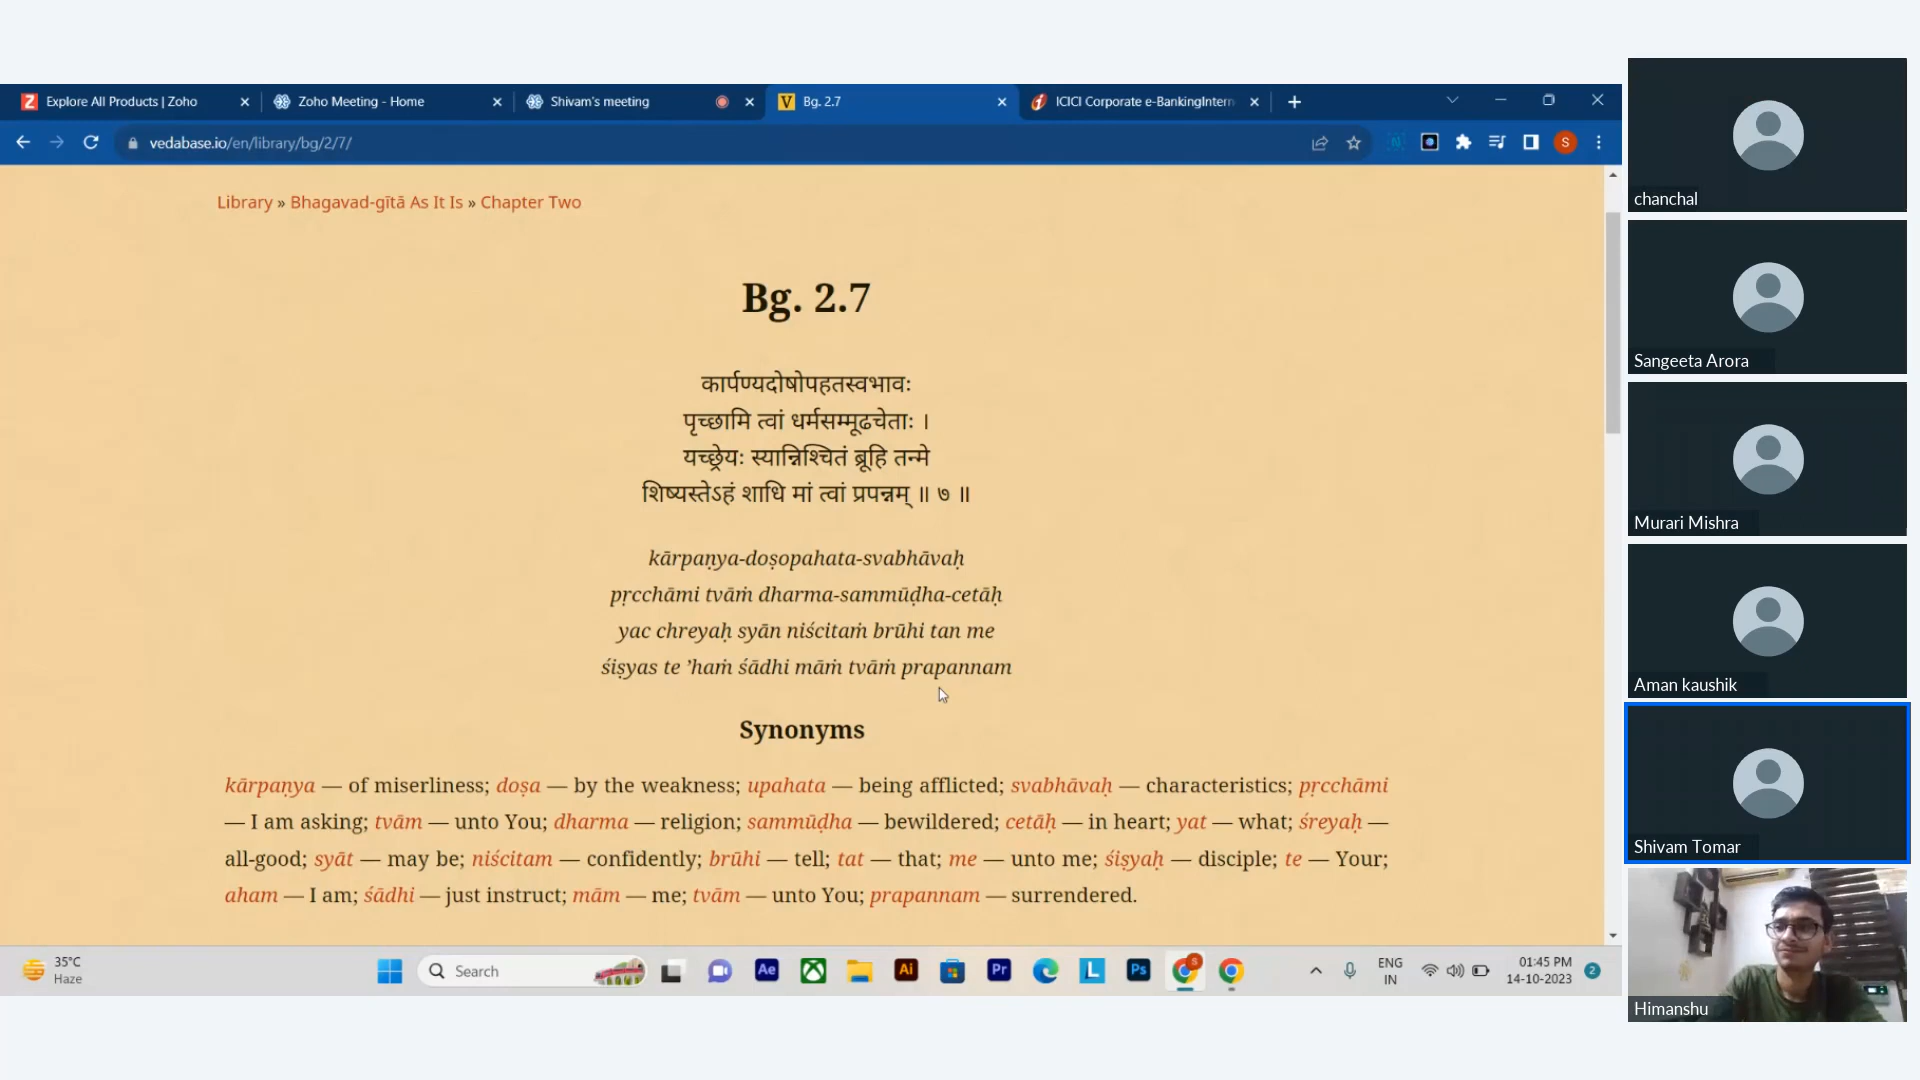 Explore All Products | Zoho
Zoho Meeting - Home
Shivam's meeting
Bg. 2.7
ICICI Corporate e-BankingIntern
vedabase.io/en/library/bg/2/7/
S
Library » Bhagavad-gītā As It Is » Chapter Two
Bg. 2.7
कार्पण्यदोषोपहतस्वभावः
पृच्छामि त्वां धर्मसम्मूढचेताः ।
यच्छ्रेयः स्यान्निश्चितं ब्रूहि तन्मे
शिष्यस्तेऽहं शाधि मां त्वां प्रपन्नम् ॥ ७ ॥
kārpaṇya-doṣopahata-svabhāvaḥ
pṛcchāmi tvāṁ dharma-sammūḍha-cetāḥ
yac chreyaḥ syān niścitaṁ brūhi tan me
śiṣyas te ’haṁ śādhi māṁ tvāṁ prapannam
Synonyms
kārpaṇya — of miserliness; doṣa — by the weakness; upahata — being afflicted; svabhāvaḥ — characteristics; pṛcchāmi
— I am asking; tvām — unto You; dharma — religion; sammūḍha — bewildered; cetāḥ — in heart; yat — what; śreyaḥ —
all-good; syāt — may be; niścitam — confidently; brūhi — tell; tat — that; me — unto me; śiṣyaḥ — disciple; te — Your;
aham — I am; śādhi — just instruct; mām — me; tvām — unto You; prapannam — surrendered.
35°C
Haze
Search
Ae
Ai
Pr
L
Ps
S
ENG
IN
01:45 PM
14-10-2023
2
chanchal
Sangeeta Arora
Murari Mishra
Aman kaushik
Shivam Tomar
Himanshu